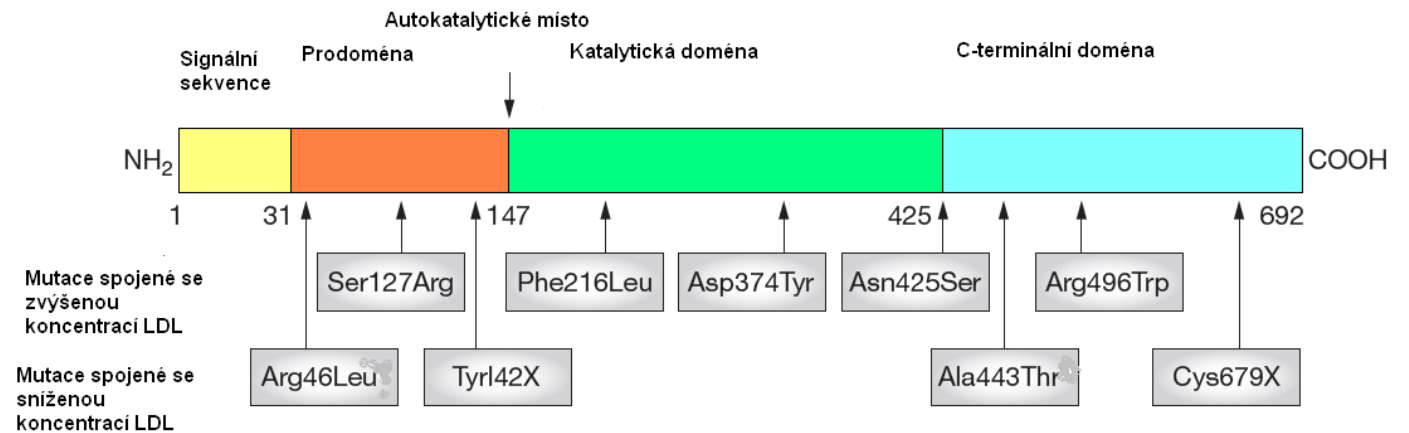 Autokatalytické místo
Signální
sekvence
Prodoména
Katalytická doména
C-terminální doména
NH2
COOH
1
31
147
425
692
Mutace spojené se
zvýšenou
koncentrací LDL
Ser127Arg
Phe216Leu
Asp374Tyr
Asn425Ser
Arg496Trp
Mutace spojené se
sníženou
koncentrací LDL
Arg46Leu
Tyrl42X
Ala443Thr
Cys679X